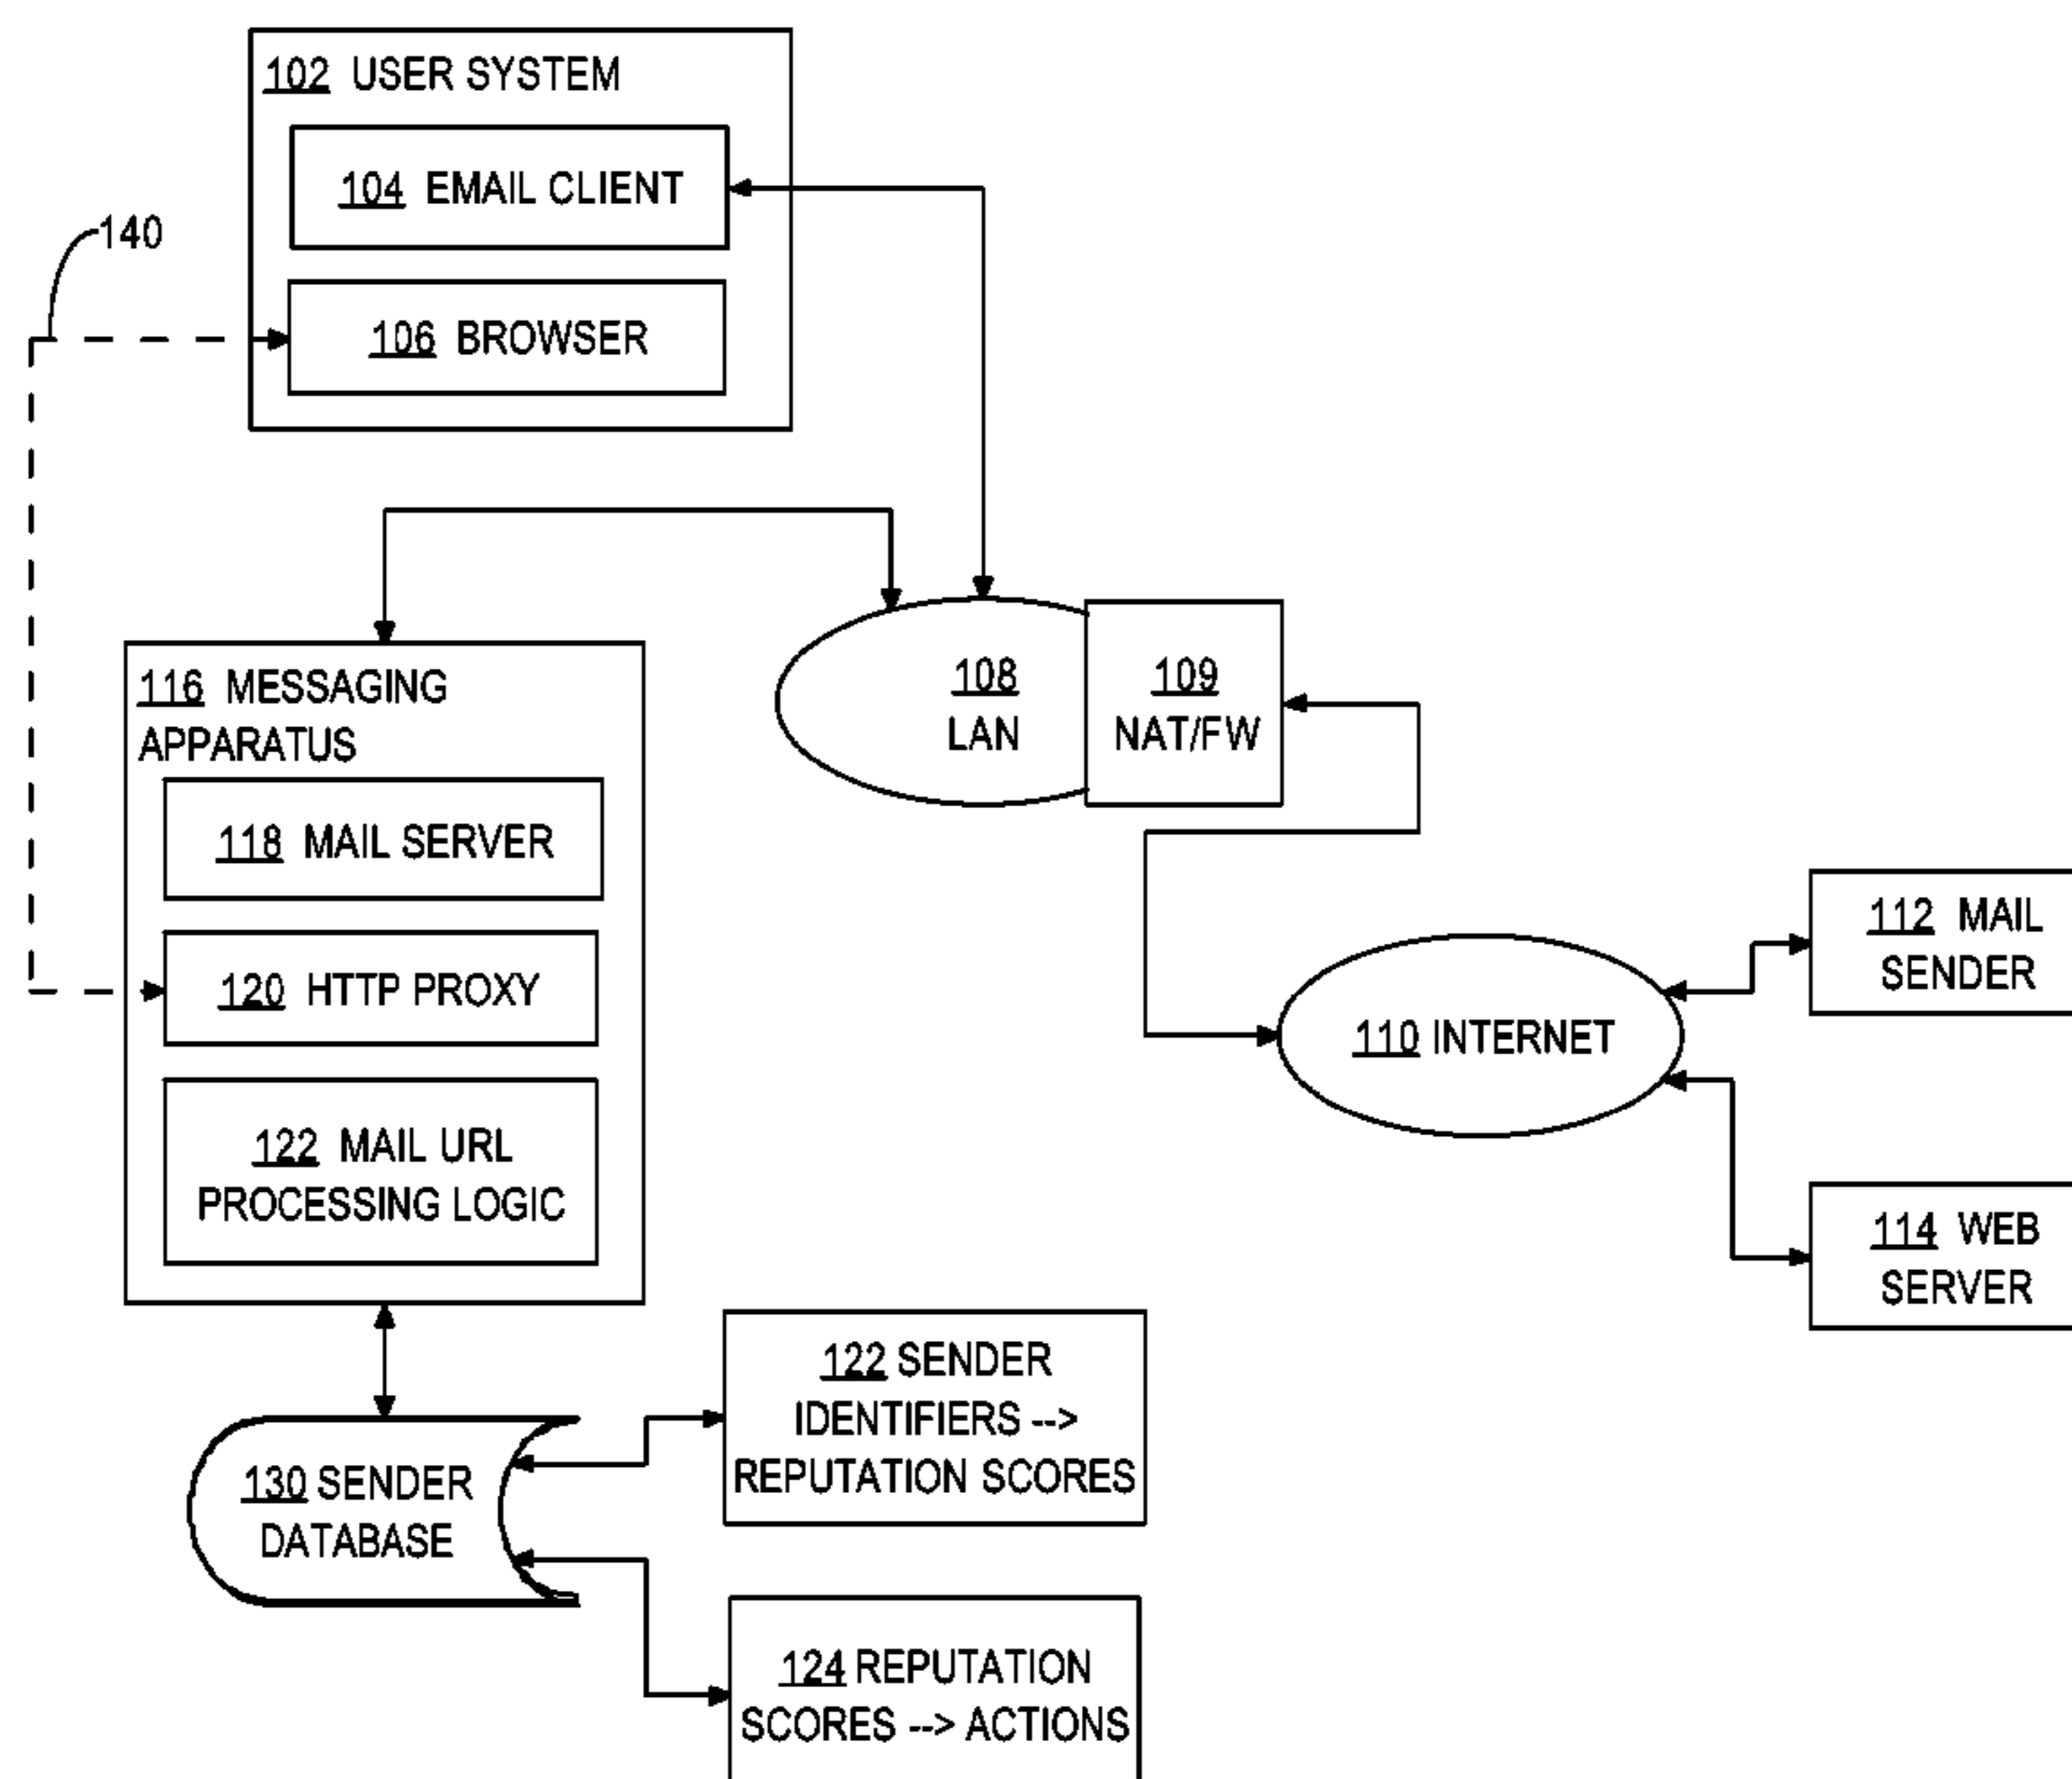 102 USER SYSTEM
104 EMAIL CLIENT
140
106 BROWSER
108
LAN
109
NAT/FW
116 MESSAGING
APPARATUS
118 MAIL SERVER
120 HTTP PROXY
122 MAIL URL
PROCESSING LOGIC
110 INTERNET
112 MAIL
SENDER
114 WEB
SERVER
130 SENDER
DATABASE
122 SENDER
IDENTIFIERS -->
REPUTATION SCORES
124 REPUTATION
SCORES --> ACTIONS